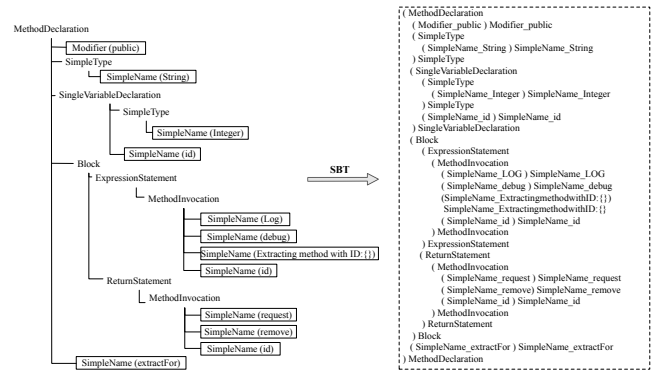 MethodDeclaration
Modifier (public)
SimpleType
SimpleName (String)
SingleVariableDeclaration
SimpleType
SimpleName (Integer)
SimpleName (id)
Block
ExpressionStatement
MethodInvocation
SimpleName (Log)
SimpleName (debug)
SimpleName (Extracting method with ID:{})
SimpleName (id)
ReturnStatement
MethodInvocation
SimpleName (request)
SimpleName (remove)
SimpleName (id)
SimpleName (extractFor)
SBT
( MethodDeclaration
( Modifier_public ) Modifier_public
( SimpleType
( SimpleName_String ) SimpleName_String
) SimpleType
( SingleVariableDeclaration
( SimpleType
( SimpleName_Integer ) SimpleName_Integer
) SimpleType
( SimpleName_id ) SimpleName_id
) SingleVariableDeclaration
( Block
( ExpressionStatement
( MethodInvocation
( SimpleName_LOG ) SimpleName_LOG
( SimpleName_debug ) SimpleName_debug
(SimpleName_ExtractingmethodwithID:{})
SimpleName_ExtractingmethodwithID:{}
( SimpleName_id ) SimpleName_id
) MethodInvocation
) ExpressionStatement
( ReturnStatement
( MethodInvocation
( SimpleName_request ) SimpleName_request
( SimpleName_remove) SimpleName_remove
( SimpleName_id ) SimpleName_id
) MethodInvocation
) ReturnStatement
) Block
( SimpleName_extractFor ) SimpleName_extractFor
) MethodDeclaration